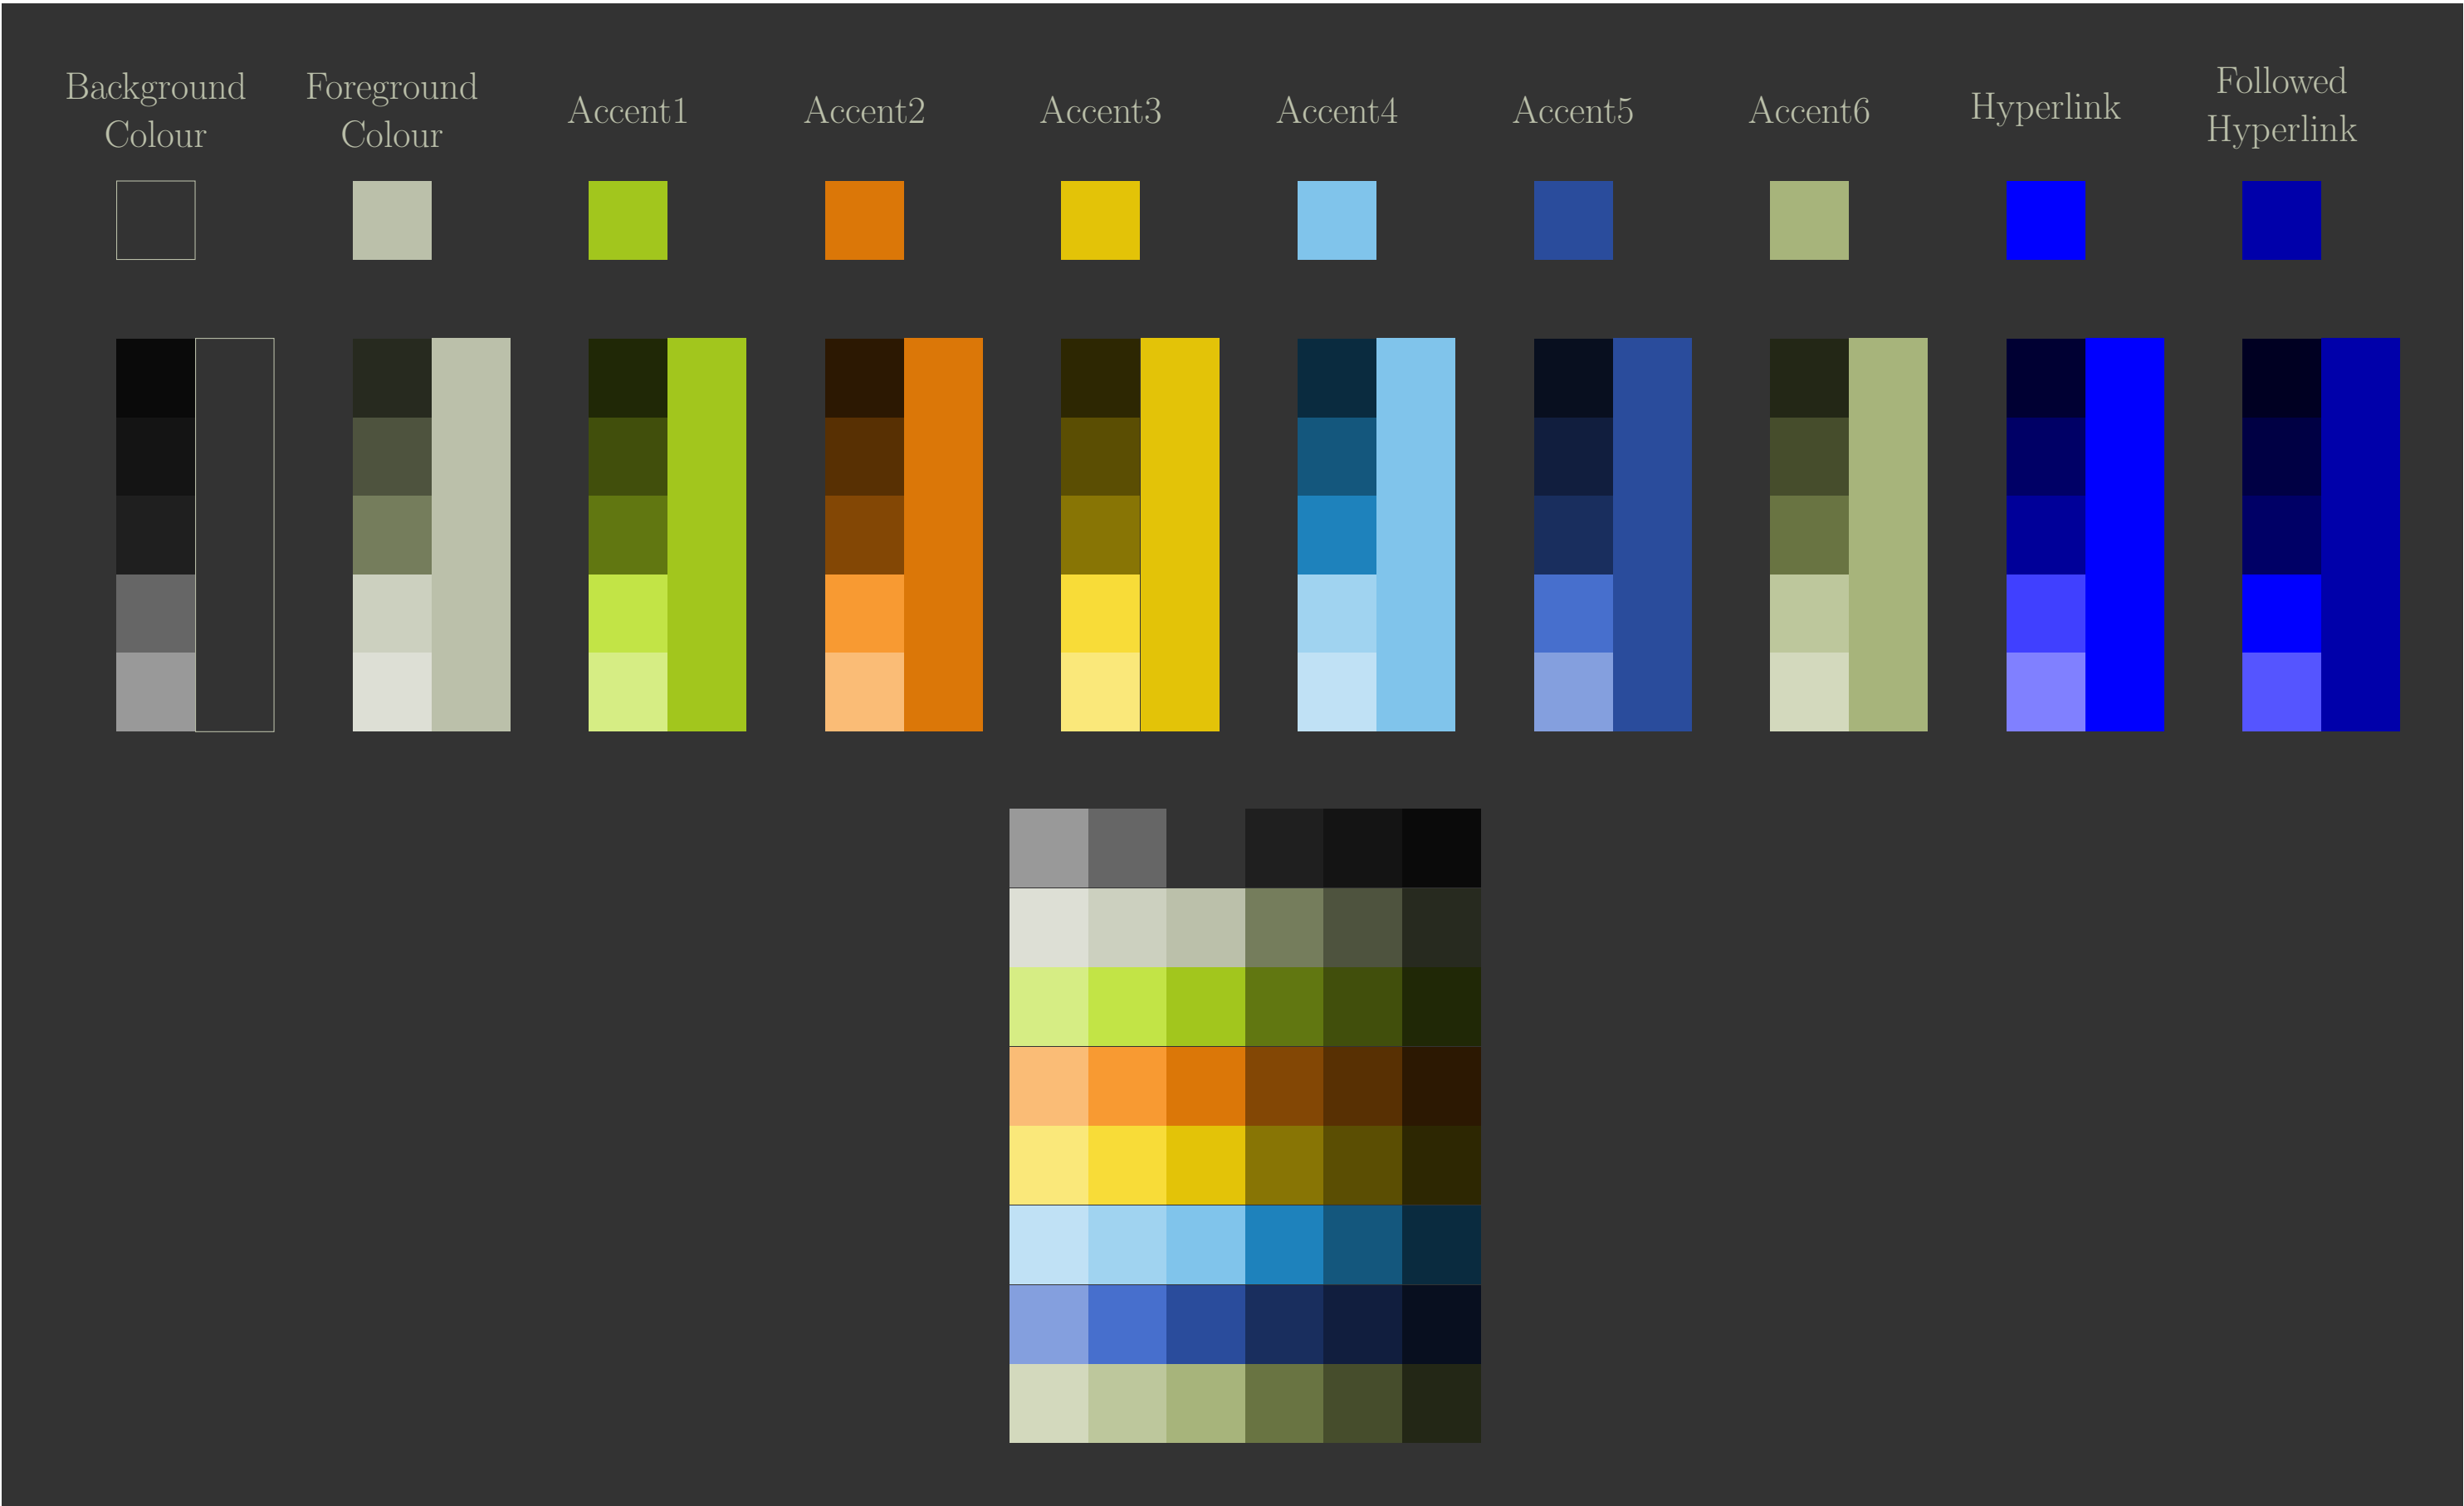 Background
Colour
Foreground
Colour
Accent1
Accent2
Accent3
Accent4
Accent5
Accent6
Hyperlink
Followed
Hyperlink